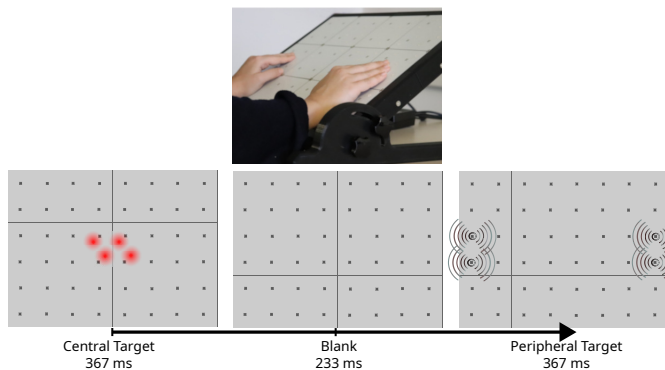 Central Target
367 ms
Blank
233 ms
Peripheral Target
367 ms